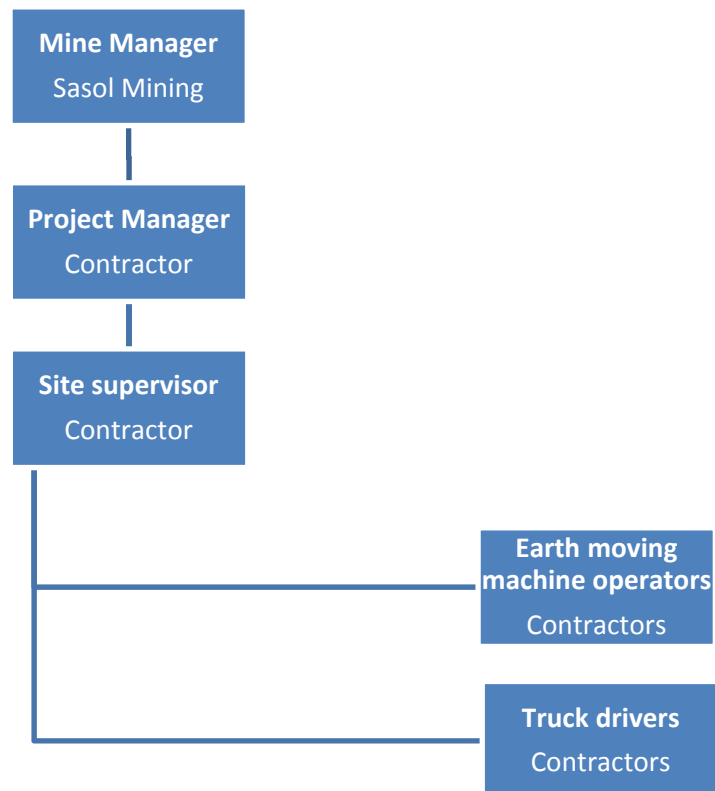 Mine Manager
Sasol Mining
Project Manager
Contractor
Site supervisor
Contractor
Earth moving
machine operators
Contractors
Truck drivers
Contractors